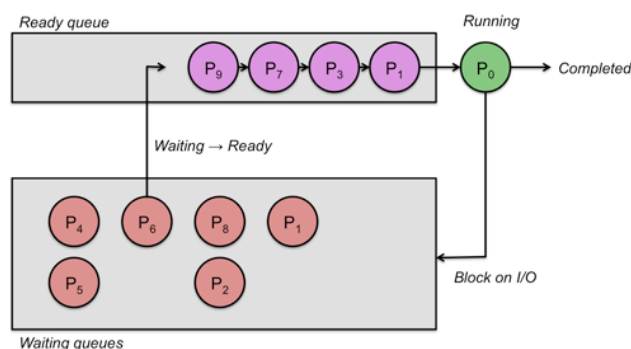 Ready queue
Running
P9 P7 P3 P1 P0
Completed
Waiting → Ready
P4 P6 P8 P1
P5 P2
Block on I/O
Waiting queues